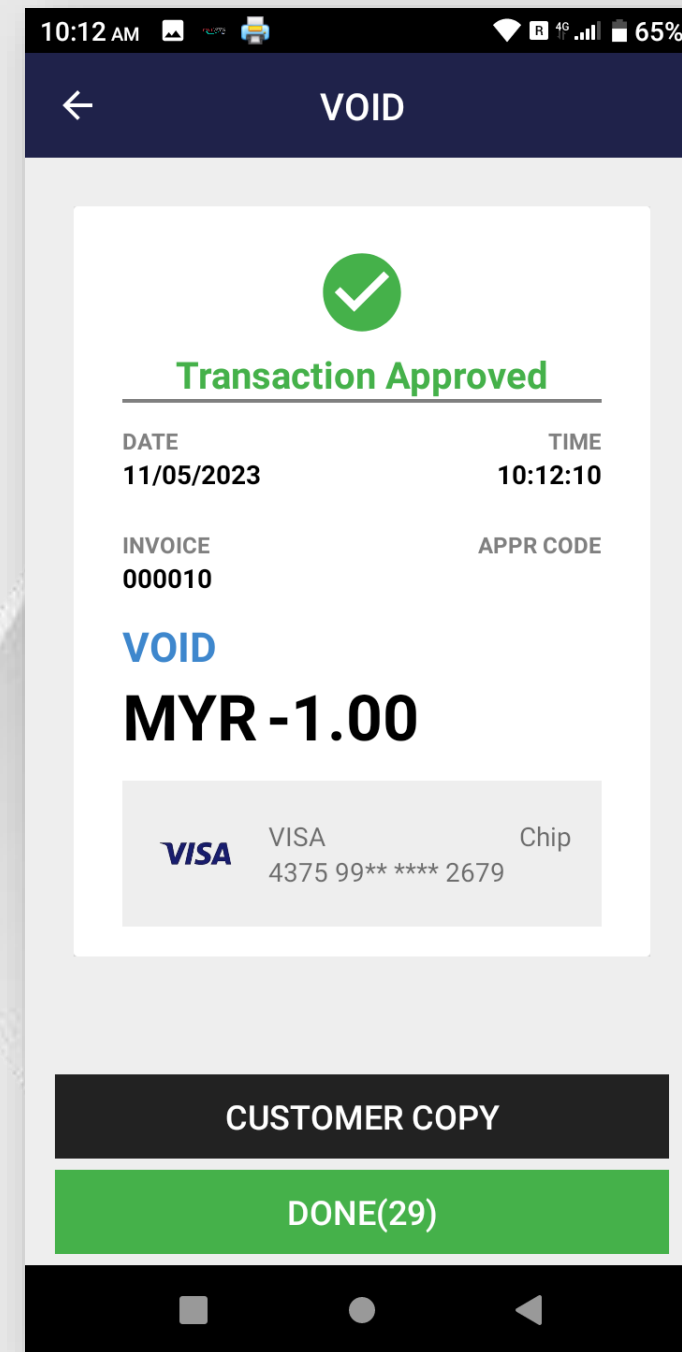 10:12 AM R 4G 65%
VOID
Transaction Approved
DATE TIME
11/05/2023 10:12:10
INVOICE APPR CODE
000010
VOID
MYR -1.00
VISA VISA Chip
4375 99** **** 2679
CUSTOMER COPY
DONE(29)